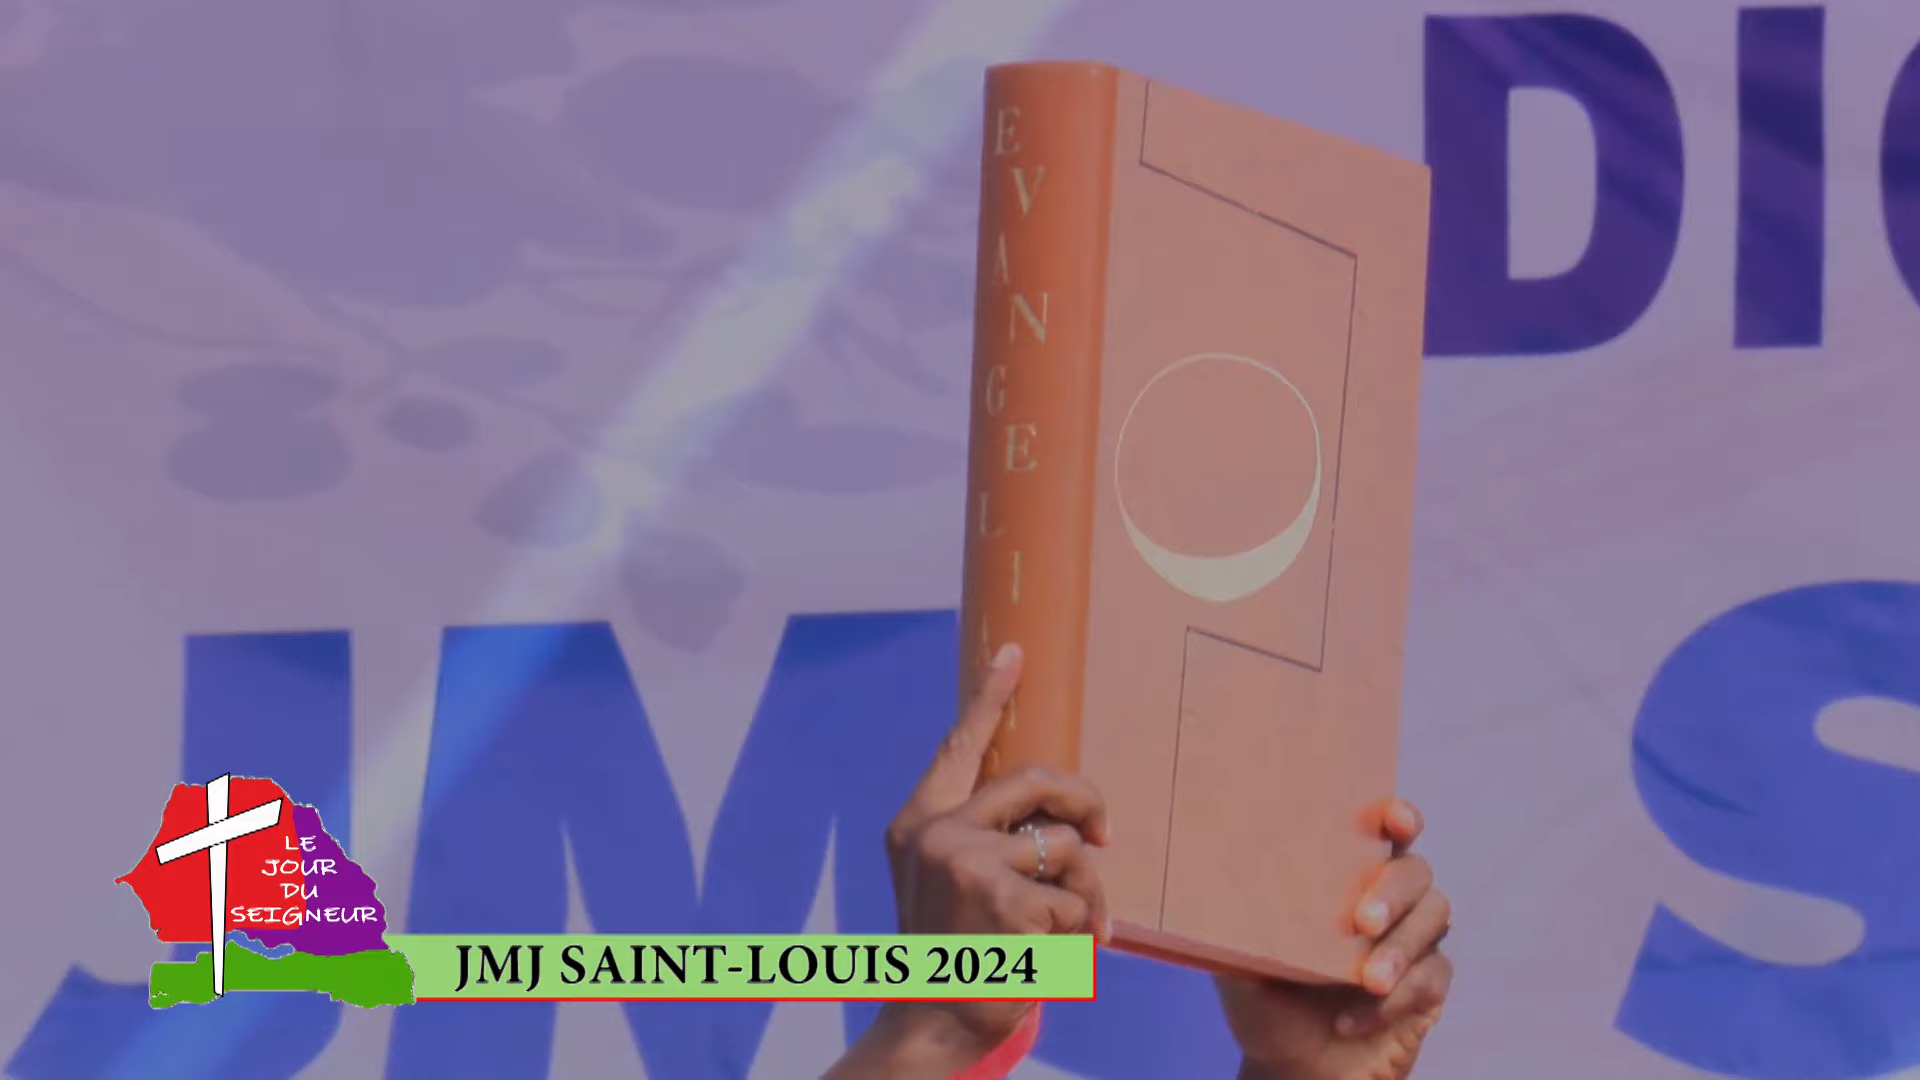 DI
EVANGELIA
JM
S
LE
JOUR
DU
SEIGNEUR
JMJ SAINT-LOUIS 2024